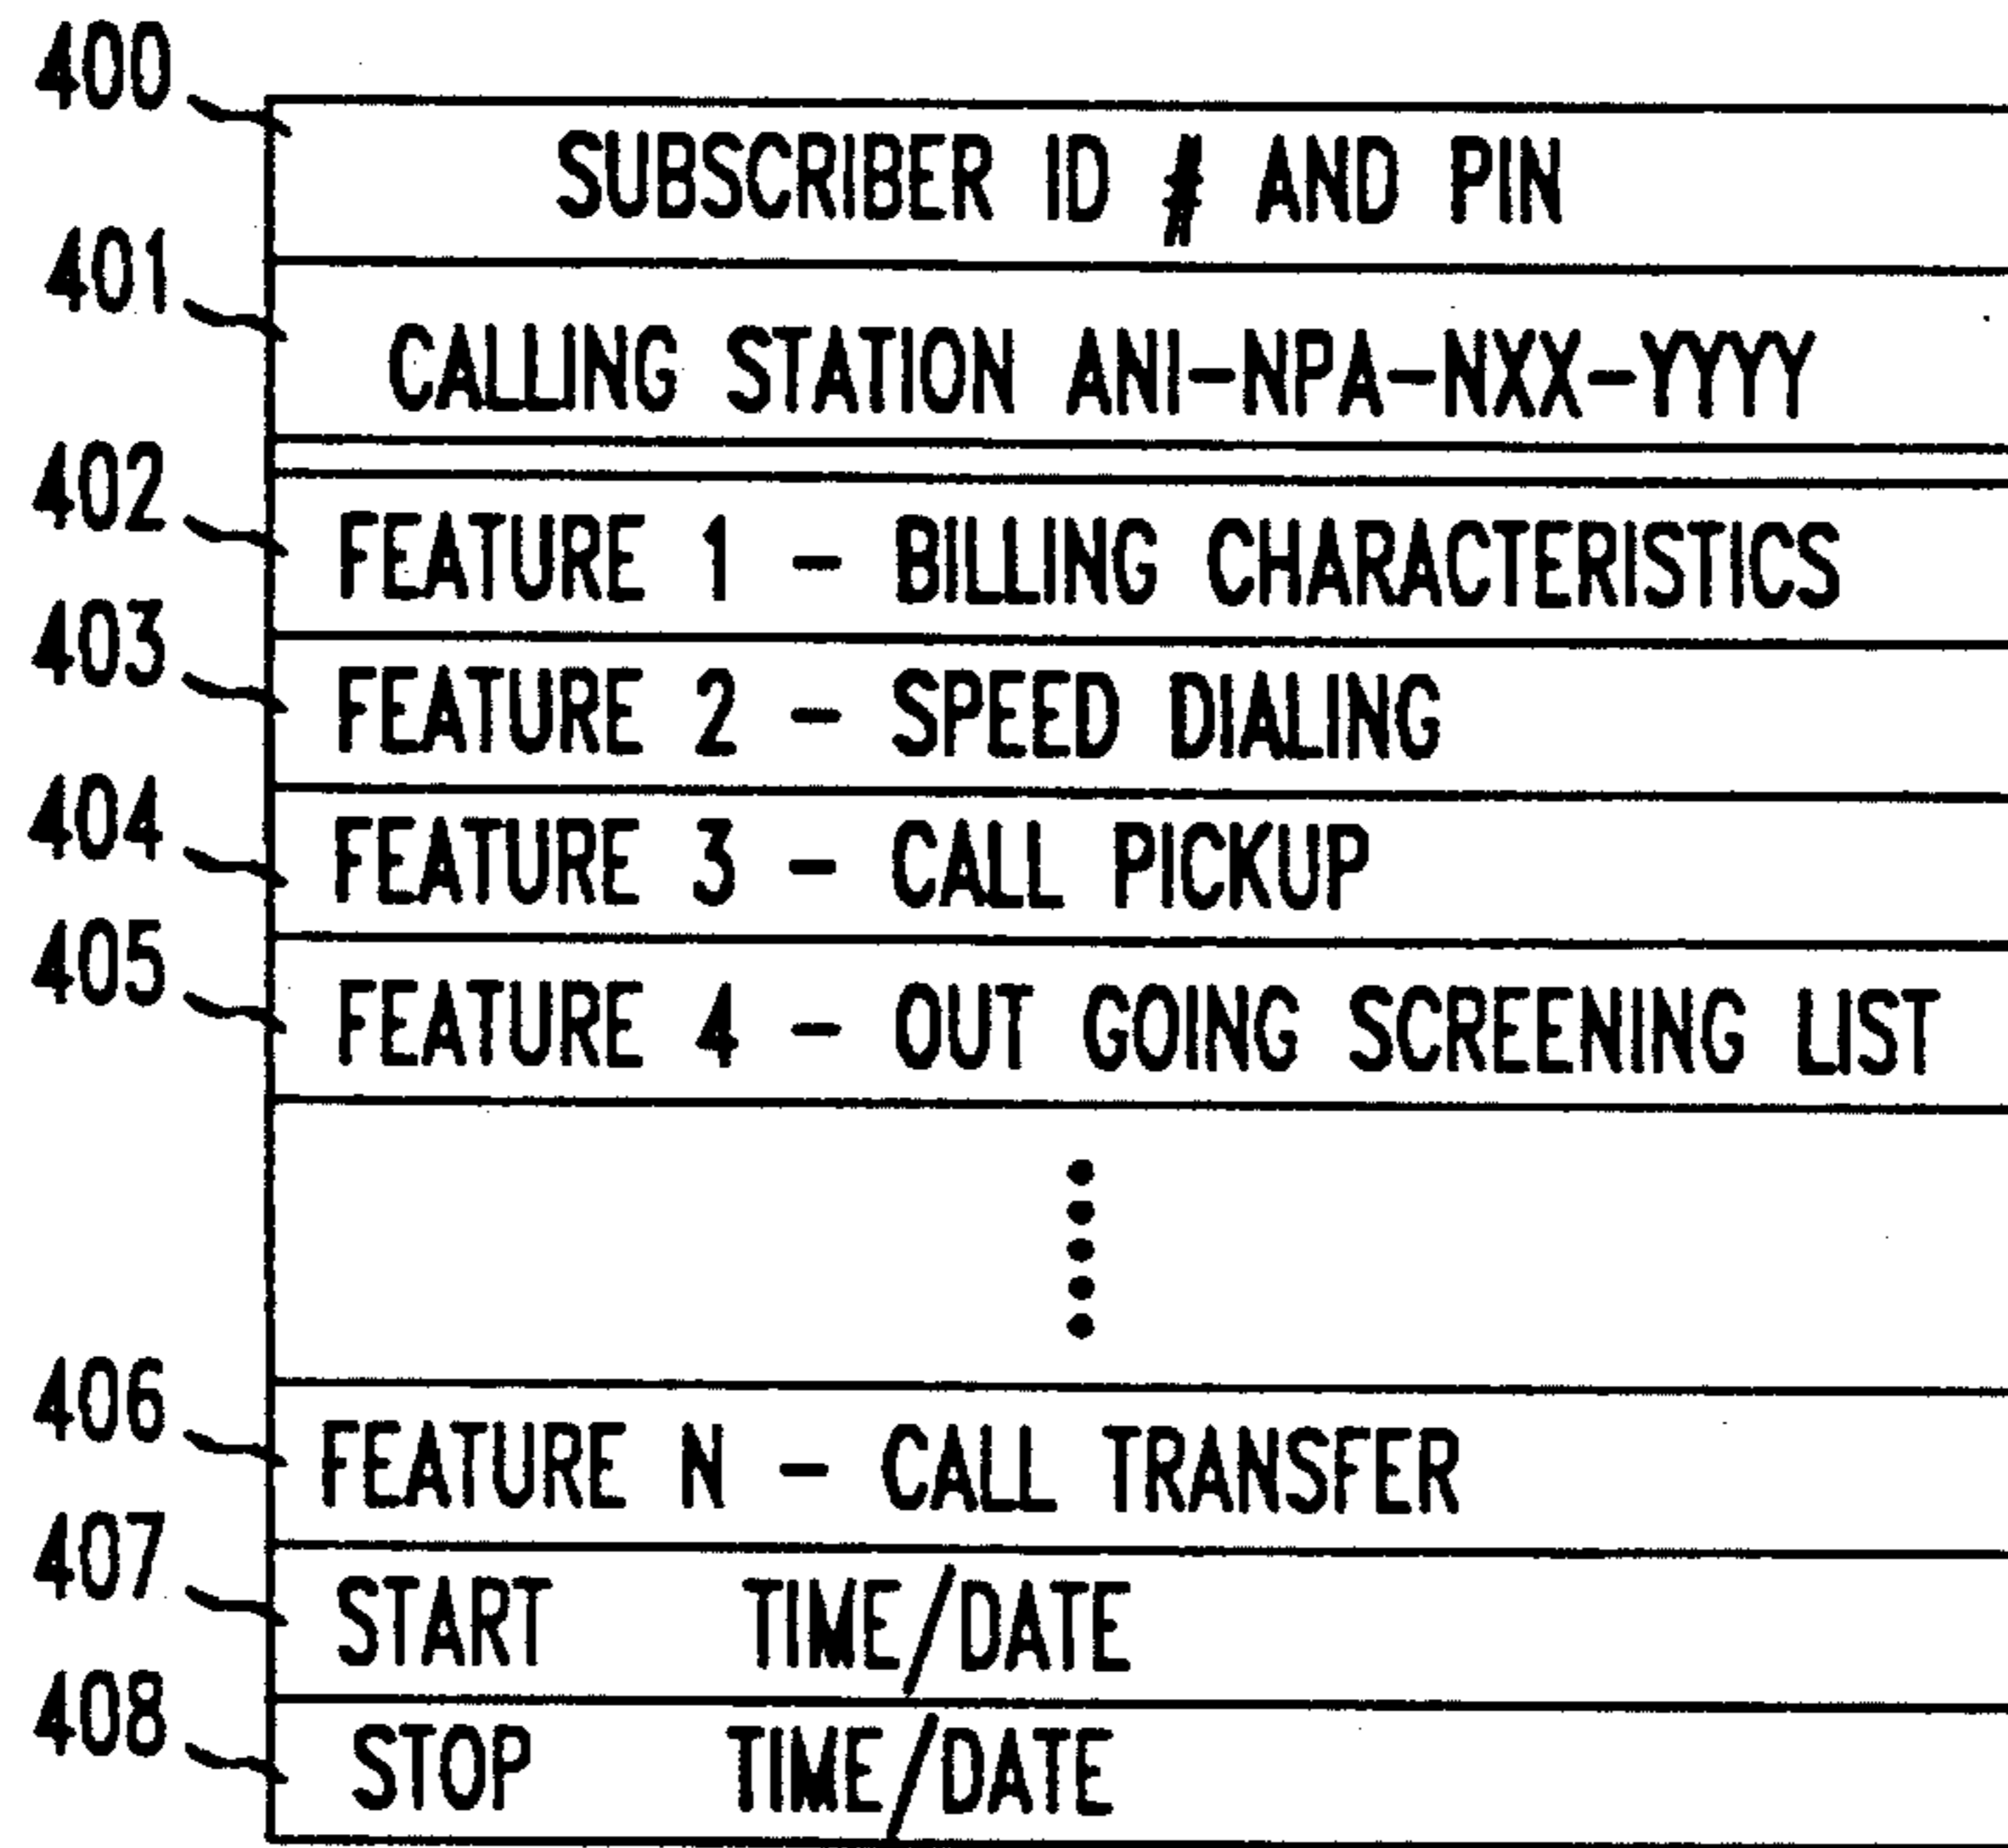 400
SUBSCRIBER ID # AND PIN
401
CALLING STATION ANI-NPA-NXX-YYYY
402
FEATURE 1 - BILLING CHARACTERISTICS
403
FEATURE 2 - SPEED DIALING
404
FEATURE 3 - CALL PICKUP
405
FEATURE 4 - OUT GOING SCREENING LIST
406
FEATURE N - CALL TRANSFER
407
START TIME/DATE
408
STOP TIME/DATE